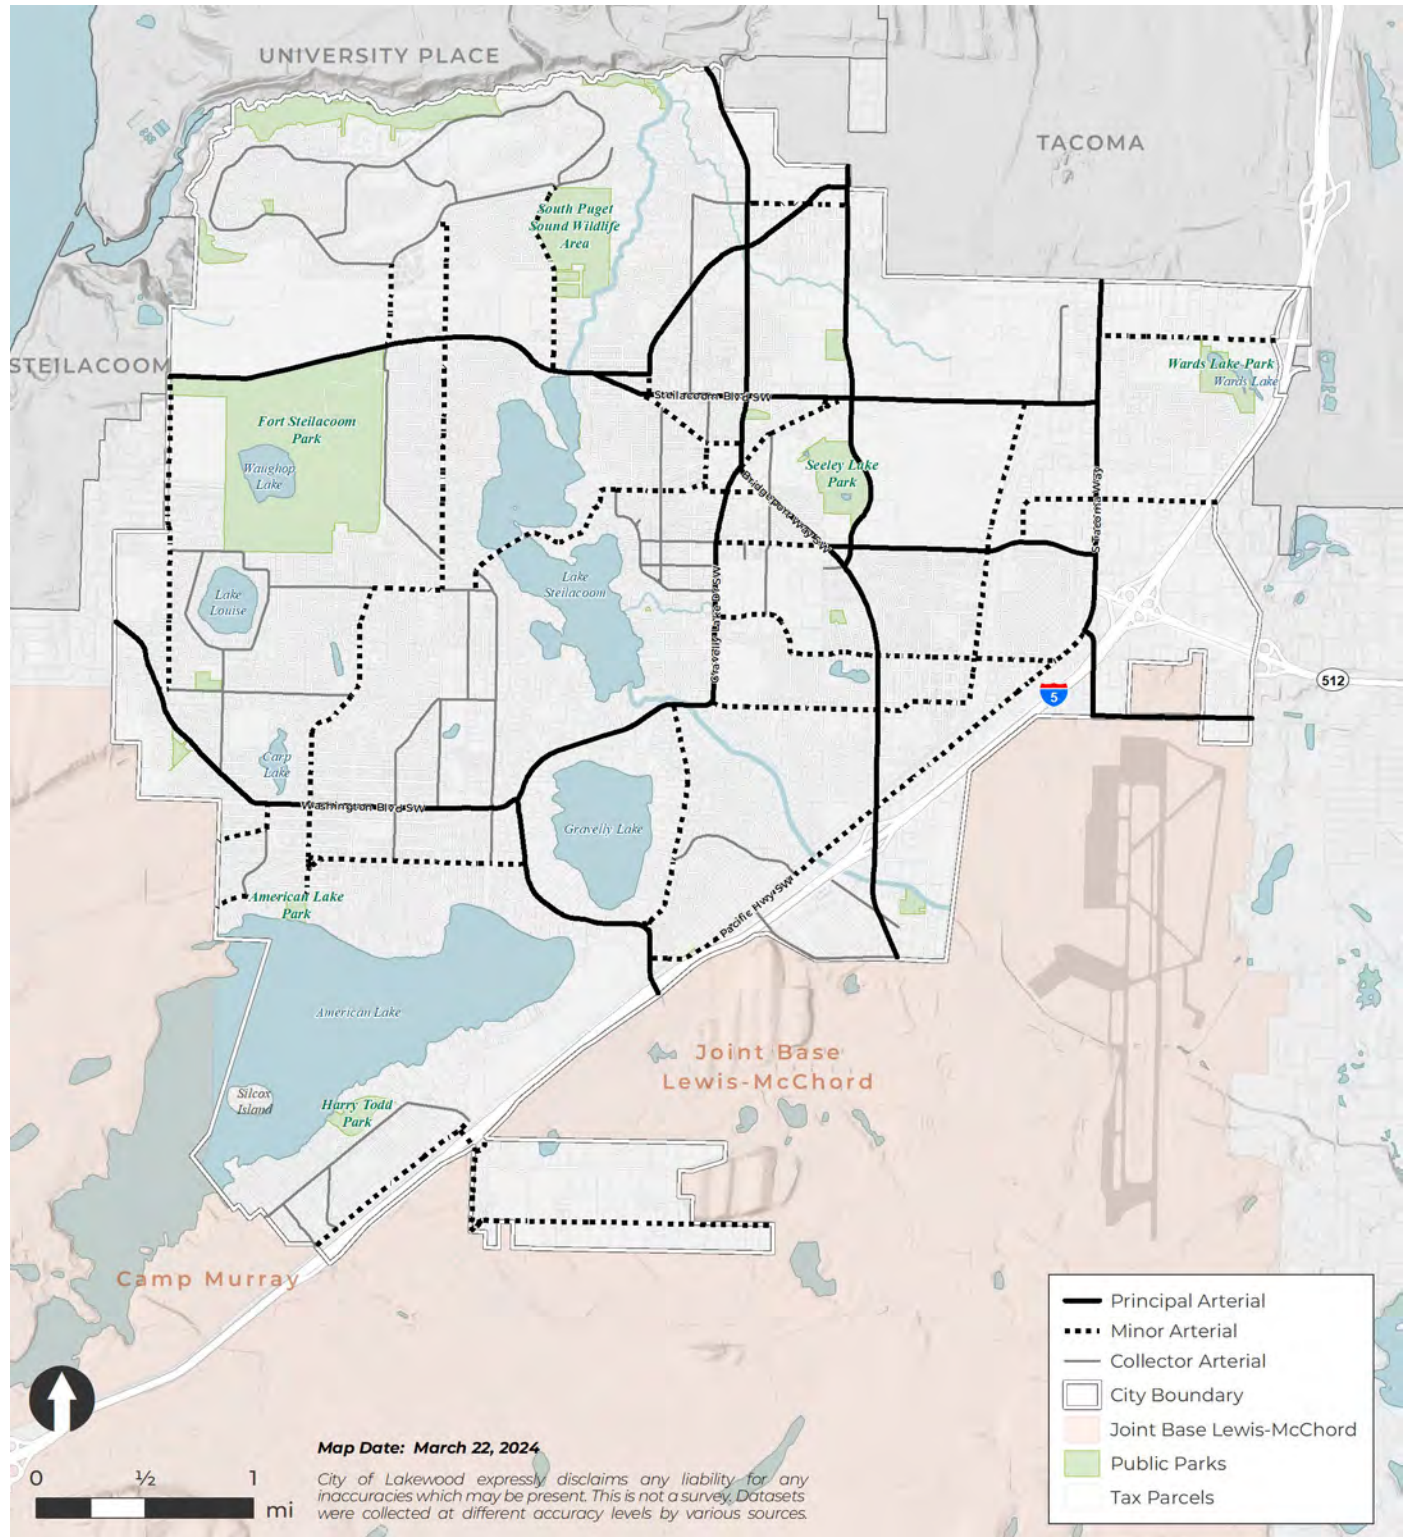 UNIVERSITY PLACE
TACOMA
South Puget
Sound Wildlife
Area
STEILACOOM
Wards Lake Park
Wards Lake
Steilacoom Blvd SW
Fort Steilacoom
Park
Waughop
Lake
Seeley Lake
Park
Bridgeport Way SW
S Tacoma Way
Lake
Steilacoom
Lake
Louise
Gravelly Lake Dr SW
512
5
Carp
Lake
Washington Blvd SW
Gravelly Lake
American Lake
Park
Pacific Hwy SW
American Lake
Joint Base
Lewis-McChord
Silcox
Island
Harry Todd
Park
Camp Murray
Principal Arterial
Minor Arterial
Collector Arterial
City Boundary
Joint Base Lewis-McChord
Public Parks
Tax Parcels
Map Date: March 22, 2024
0 ½ 1
mi
City of Lakewood expressly disclaims any liability for any
inaccuracies which may be present. This is not a survey. Datasets
were collected at different accuracy levels by various sources.